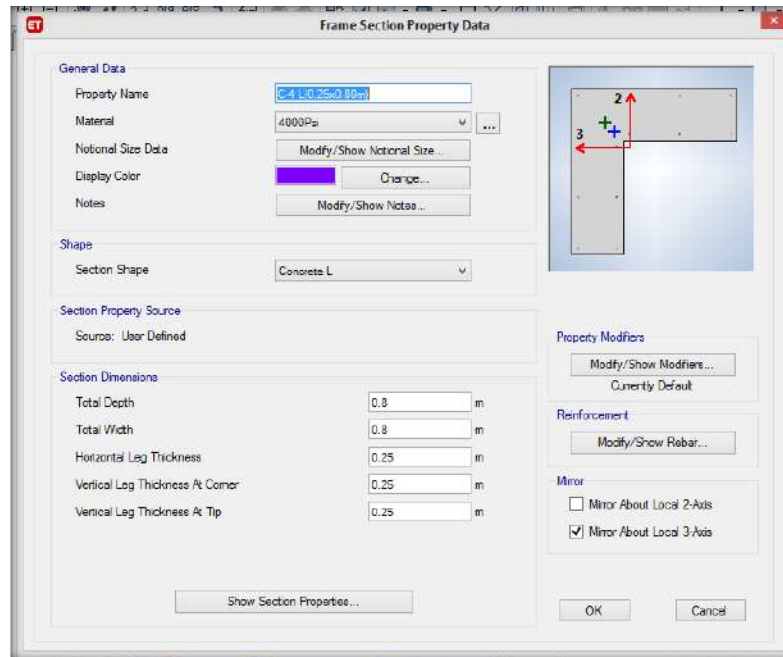 ET
Frame Section Property Data
General Data
Property Name
C-4 L(0.25x0.80m)
Material
4000Psi
...
Notional Size Data
Modify/Show Notional Size...
Display Color
Change...
Notes
Modify/Show Notes...
Shape
Section Shape
Concrete L
Section Property Source
Source: User Defined
Section Dimensions
Total Depth
0.8
m
Total Width
0.8
m
Horizontal Leg Thickness
0.25
m
Vertical Leg Thickness At Corner
0.25
m
Vertical Leg Thickness At Tip
0.25
m
Show Section Properties...
2
3
Property Modifiers
Modify/Show Modifiers...
Currently Default
Reinforcement
Modify/Show Rebar...
Mirror
Mirror About Local 2-Axis
Mirror About Local 3-Axis
OK
Cancel